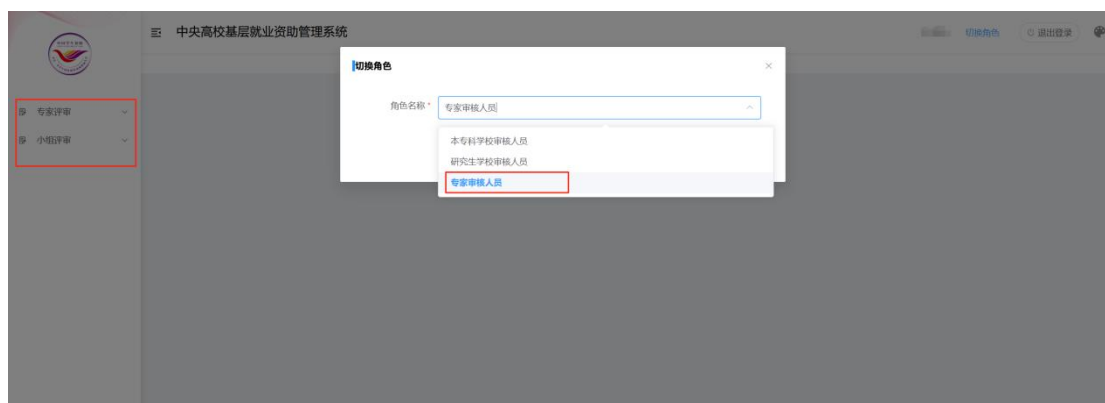 中央高校基层就业资助管理系统
切换角色
退出登录
切换角色
角色名称 *
专家审核人员
本专科学校审核人员
研究生学校审核人员
专家审核人员
专家评审
小组评审